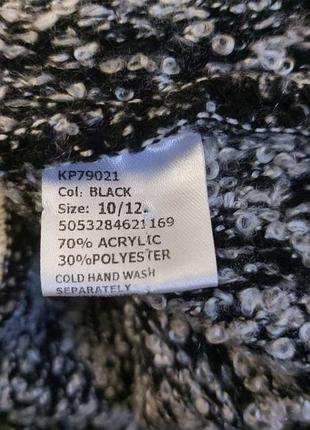 KP79021
Col: BLACK
Size: 10/12.
5053284621169
70% ACRYLIC
30%POLYESTER
COLD HAND WASH
SEPARATELY